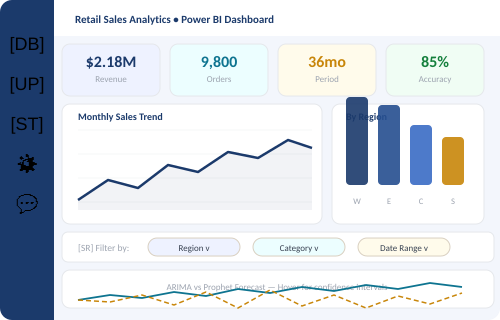 Retail Sales Analytics • Power BI Dashboard
[DB]
[UP]
[ST]
$2.18M
Revenue
9,800
Orders
36mo
Period
85%
Accuracy
Monthly Sales Trend
By Region
W E C S
[SR] Filter by:
Region v
Category v
Date Range v
ARIMA vs Prophet Forecast — Hover for confidence intervals